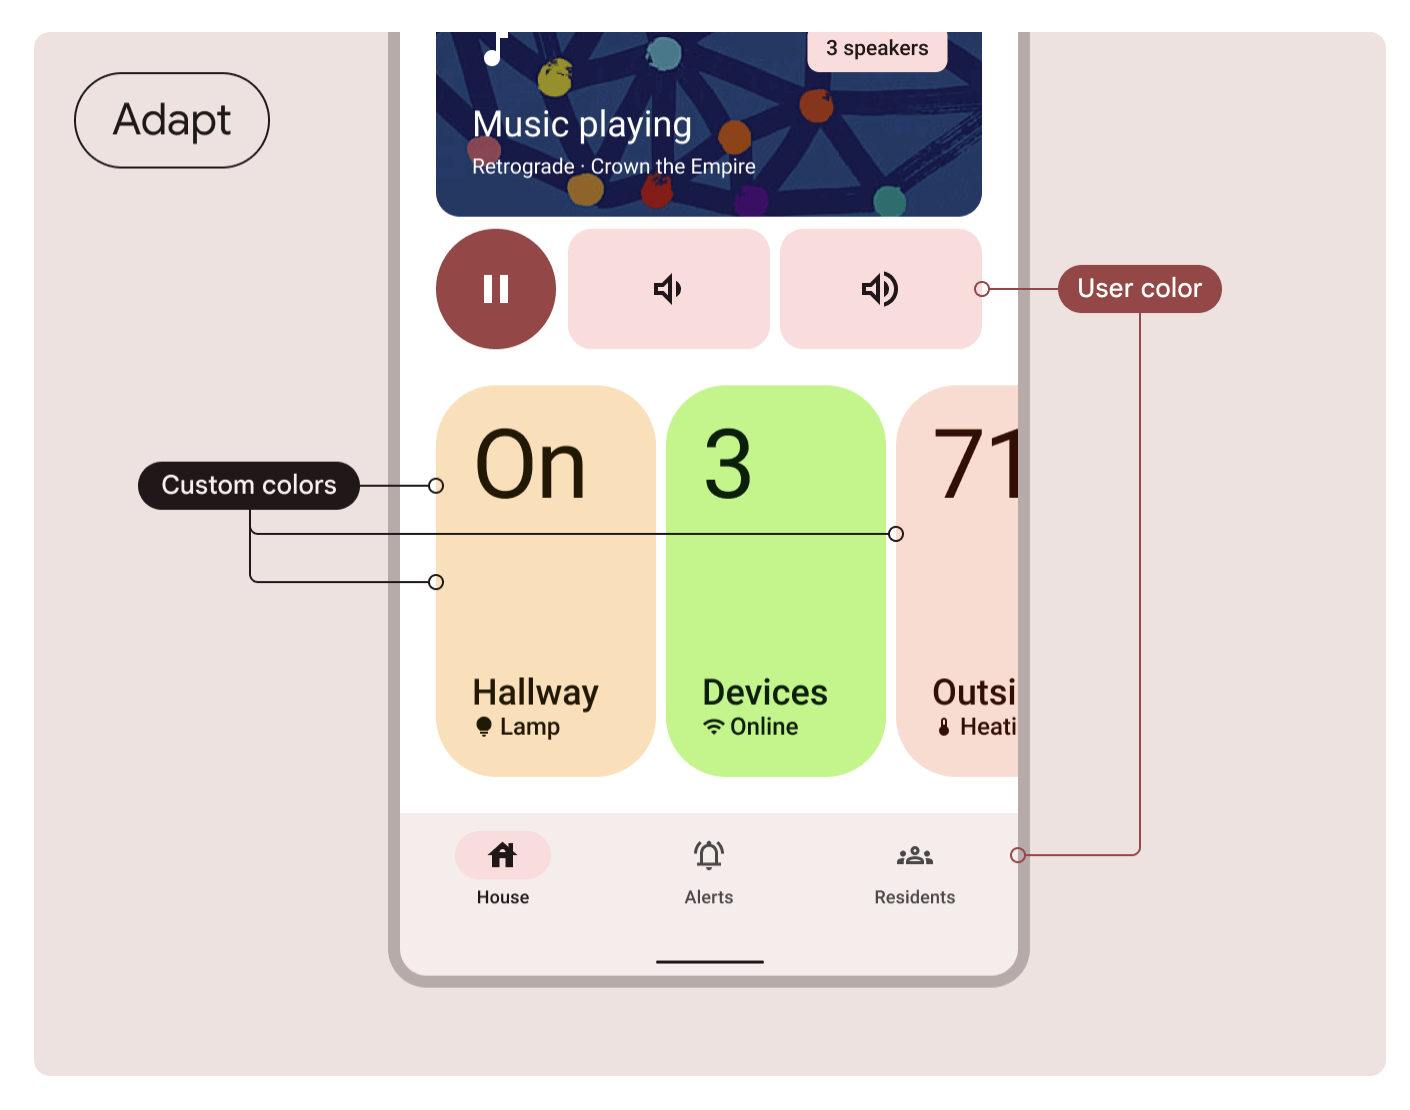 Adapt
3 speakers
Music playing
Retrograde · Crown the Empire
User color
Custom colors
On
3
71
Hallway
Lamp
Devices
Online
Outsi
Heati
House
Alerts
Residents